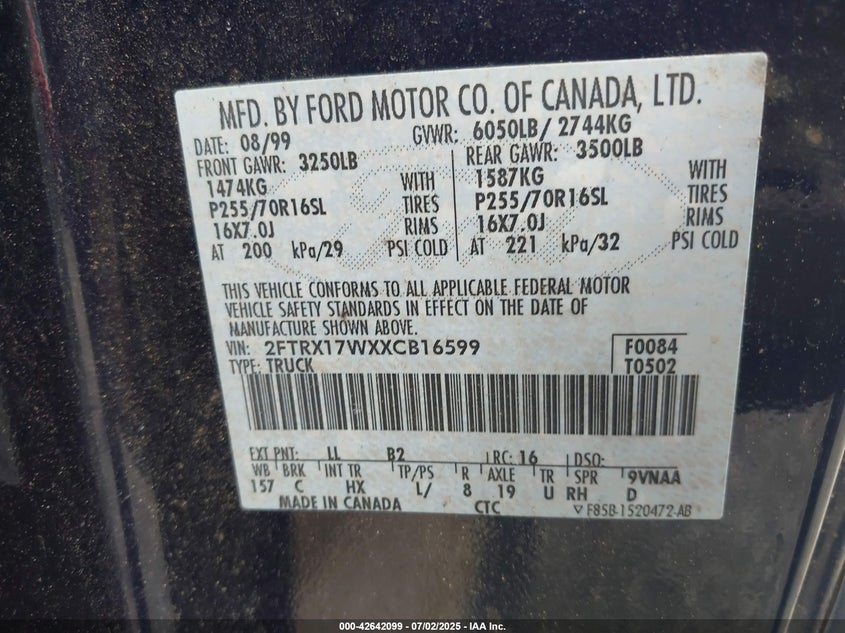 MFD. BY FORD MOTOR CO. OF CANADA, LTD.
DATE: 08/99 GVWR: 6050LB/ 2744KG
FRONT GAWR: 3250LB REAR GAWR: 3500LB
1474KG WITH 1587KG WITH
P255/70R16SL TIRES P255/70R16SL TIRES
16X7.0J RIMS 16X7.0J RIMS
AT 200 kPa/29 PSI COLD AT 221 kPa/32 PSI COLD
THIS VEHICLE CONFORMS TO ALL APPLICABLE FEDERAL MOTOR
VEHICLE SAFETY STANDARDS IN EFFECT ON THE DATE OF
MANUFACTURE SHOWN ABOVE.
VIN: 2FTRX17WXXCB16599 F0084
TYPE: TRUCK T0502
EXT PNT: LL B2 RC: 16 DSO:
WB BRK INT TR TP/PS R AXLE TR SPR 9VNAA
157 C HX L/ 8 19 U RH D
MADE IN CANADA CTC F85B-1520472-AB
000-42642099 - 07/02/2025 - IAA Inc.